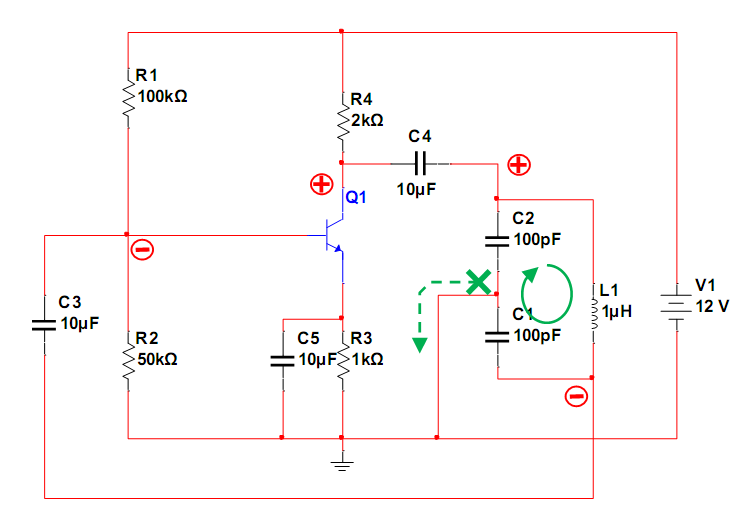 R1
100kΩ
R4
2kΩ
C4
10µF
Q1
C2
100pF
C3
10µF
L1
1µH
V1
12 V
C1
100pF
R2
50kΩ
C5
10µF
R3
1kΩ